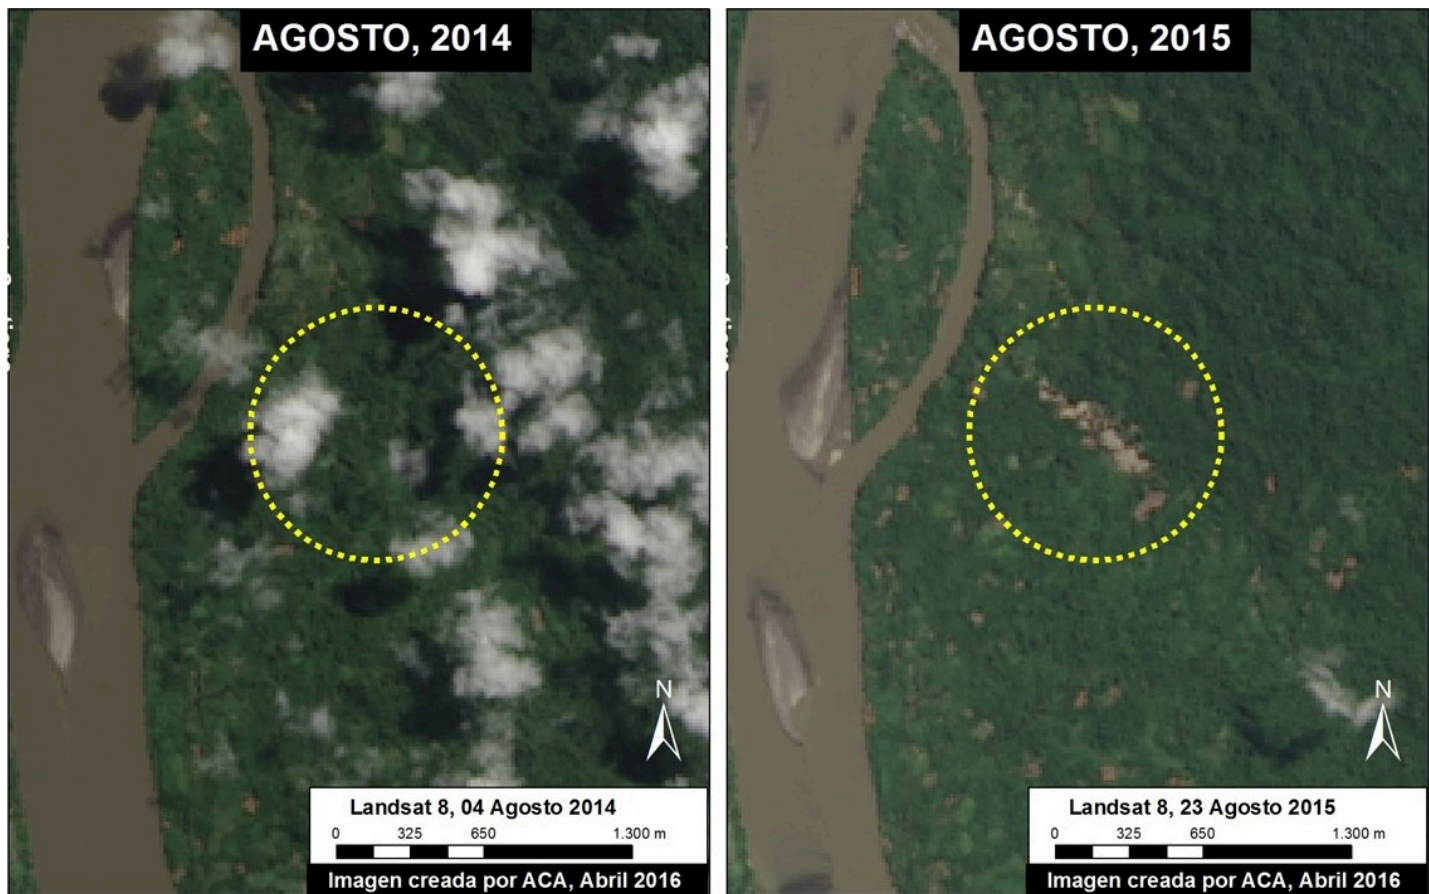 AGOSTO, 2014
N
Landsat 8, 04 Agosto 2014
0 325 650 1.300 m
Imagen creada por ACA, Abril 2016
AGOSTO, 2015
N
Landsat 8, 23 Agosto 2015
0 325 650 1.300 m
Imagen creada por ACA, Abril 2016